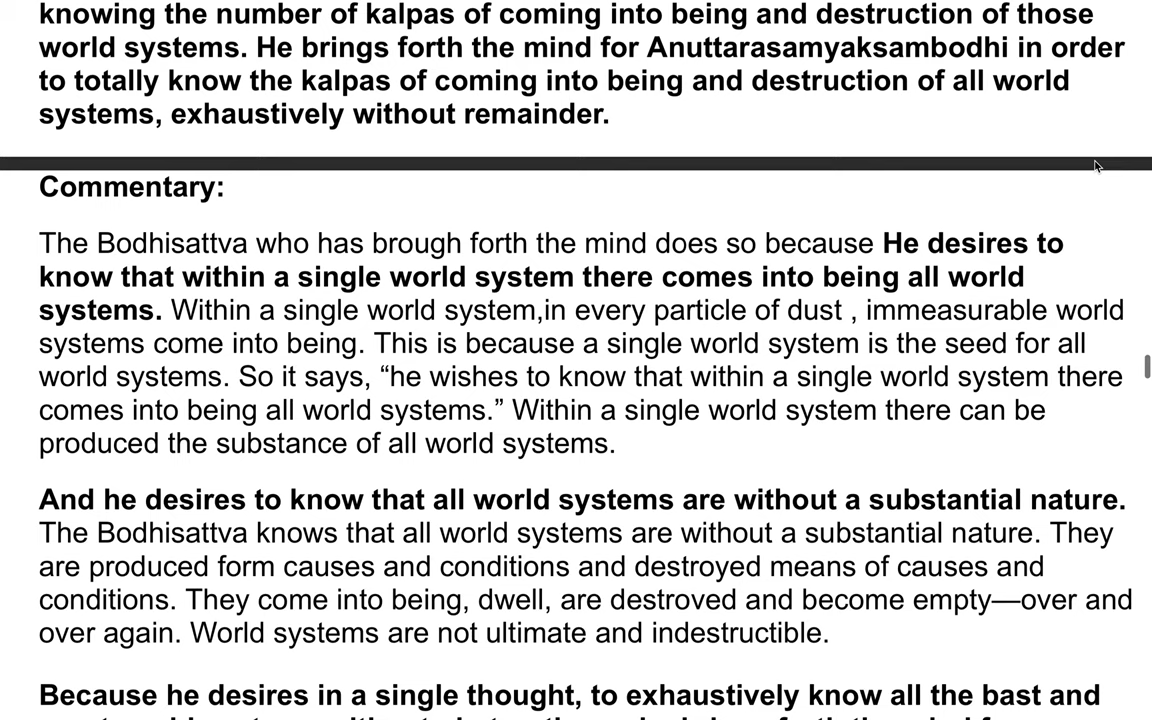 knowing the number of kalpas of coming into being and destruction of those
world systems. He brings forth the mind for Anuttarasamyaksambodhi in order
to totally know the kalpas of coming into being and destruction of all world
systems, exhaustively without remainder.
Commentary:
The Bodhisattva who has brough forth the mind does so because He desires to
know that within a single world system there comes into being all world
systems. Within a single world system,in every particle of dust , immeasurable world
systems come into being. This is because a single world system is the seed for all
world systems. So it says, “he wishes to know that within a single world system there
comes into being all world systems.” Within a single world system there can be
produced the substance of all world systems.
And he desires to know that all world systems are without a substantial nature.
The Bodhisattva knows that all world systems are without a substantial nature. They
are produced form causes and conditions and destroyed means of causes and
conditions. They come into being, dwell, are destroved and become empty—over and
over again. World systems are not ultimate and indestructible.
Because he desires in a single thought, to exhaustively know all the bast and